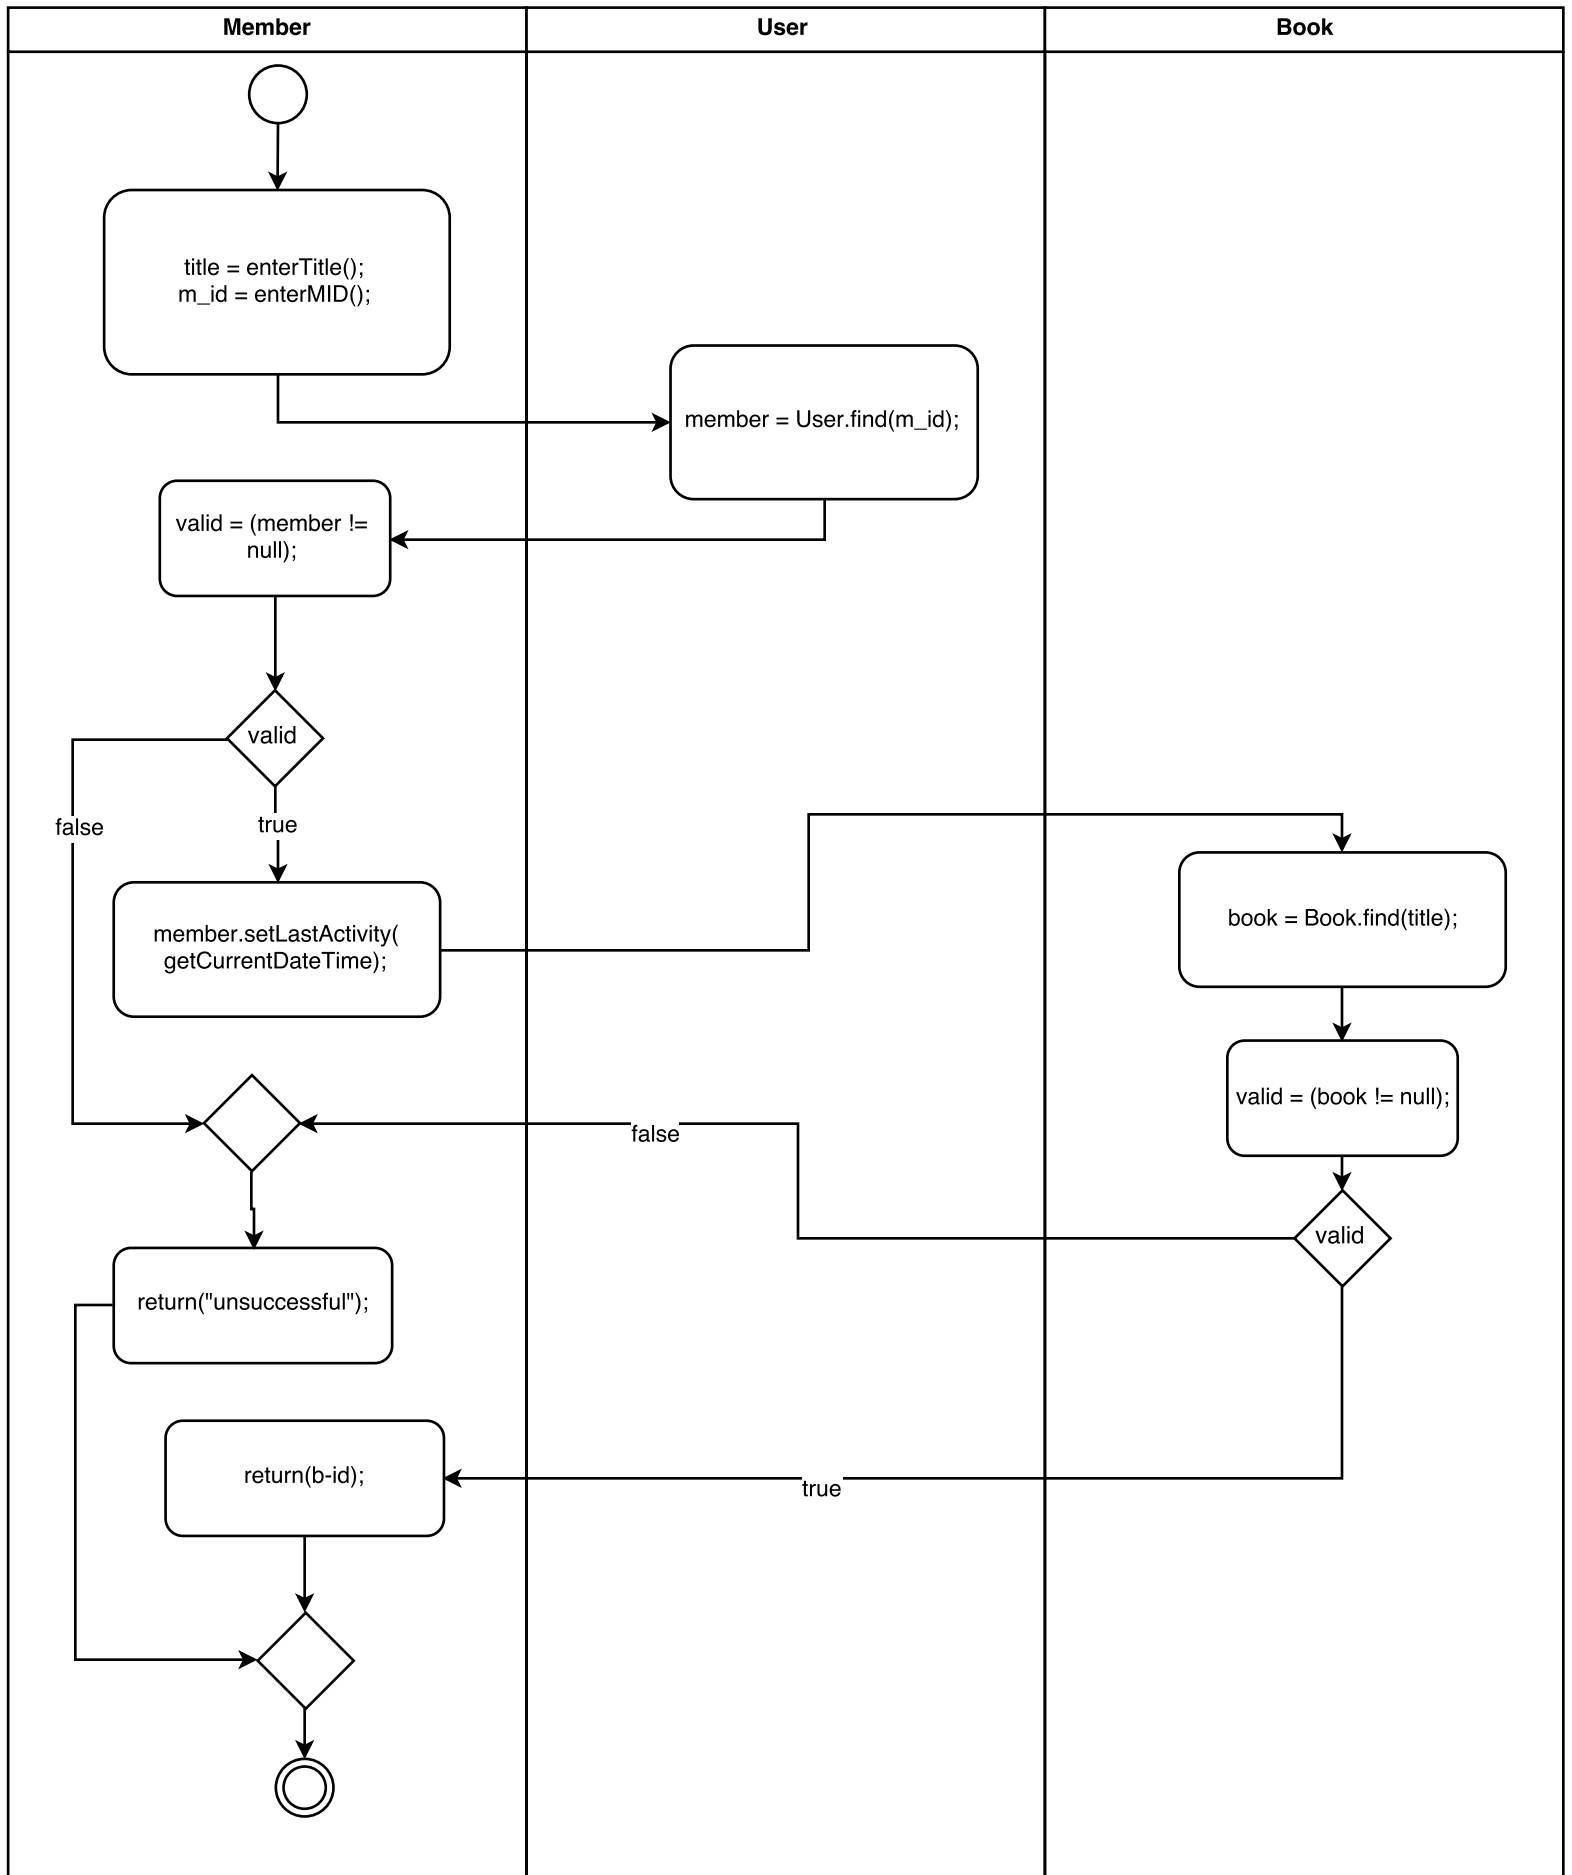 Member
User
Book
title = enterTitle();
m_id = enterMID();
member = User.find(m_id);
valid = (member !=
null);
valid
false
true
member.setLastActivity(
getCurrentDateTime);
book = Book.find(title);
valid = (book != null);
false
valid
return("unsuccessful");
return(b-id);
true